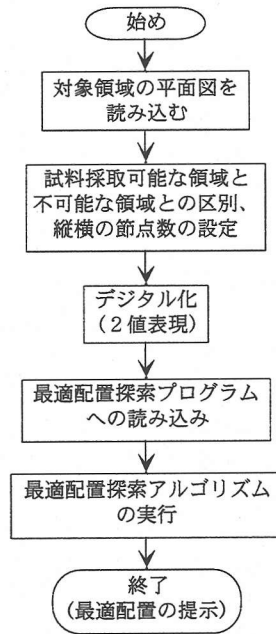 始め
対象領域の平面図を
読み込む
試料採取可能な領域と
不可能な領域との区別、
縦横の節点数の設定
デジタル化
(2値表現)
最適配置探索プログラム
への読み込み
最適配置探索アルゴリズム
の実行
終了
(最適配置の提示)